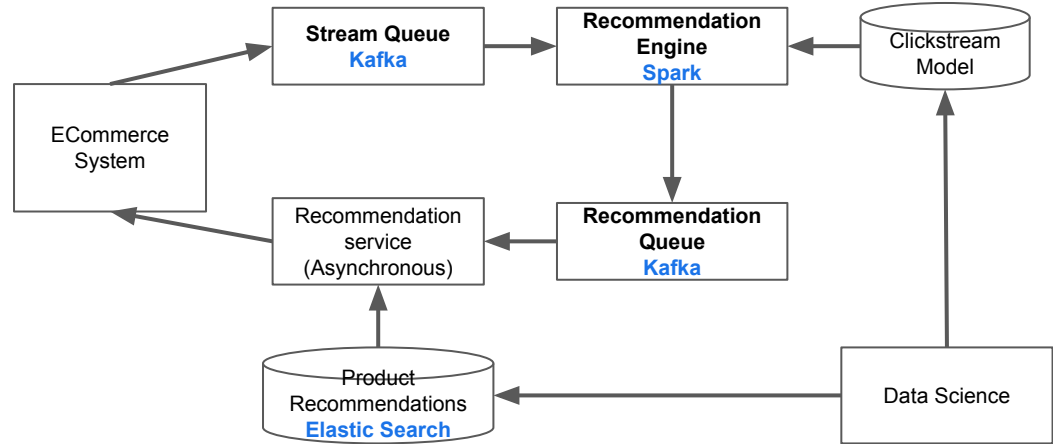 Stream Queue
Kafka
Recommendation
Engine
Spark
Clickstream
Model
ECommerce
System
Recommendation
service
(Asynchronous)
Recommendation
Queue
Kafka
Product
Recommendations
Elastic Search
Data Science